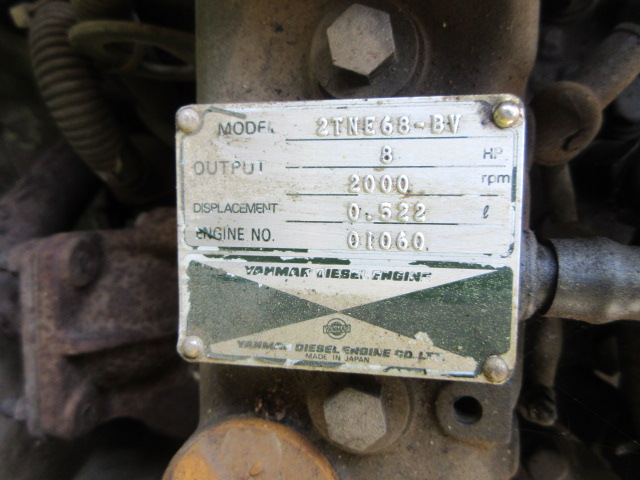 MODEL 2TNE68-BV
OUTPUT 8 HP
2000 rpm
DISPLACEMENT 0.522 ℓ
ENGINE NO. 01060
YANMAR DIESEL ENGINE
YANMAR
YANMAR DIESEL ENGINE CO. LTD.
MADE IN JAPAN